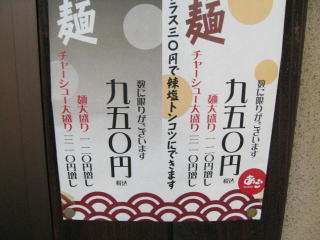 麺
プラス三〇円で辣塩トンコツにできます
数に限りがございます
九五〇円
税込
麺大盛り 一二〇円増し
チャーシュー大盛り 三一〇円増し
麺
数に限りがございます
九五〇円
税込
麺大盛り 一二〇円増し
チャーシュー大盛り 三一〇円増し